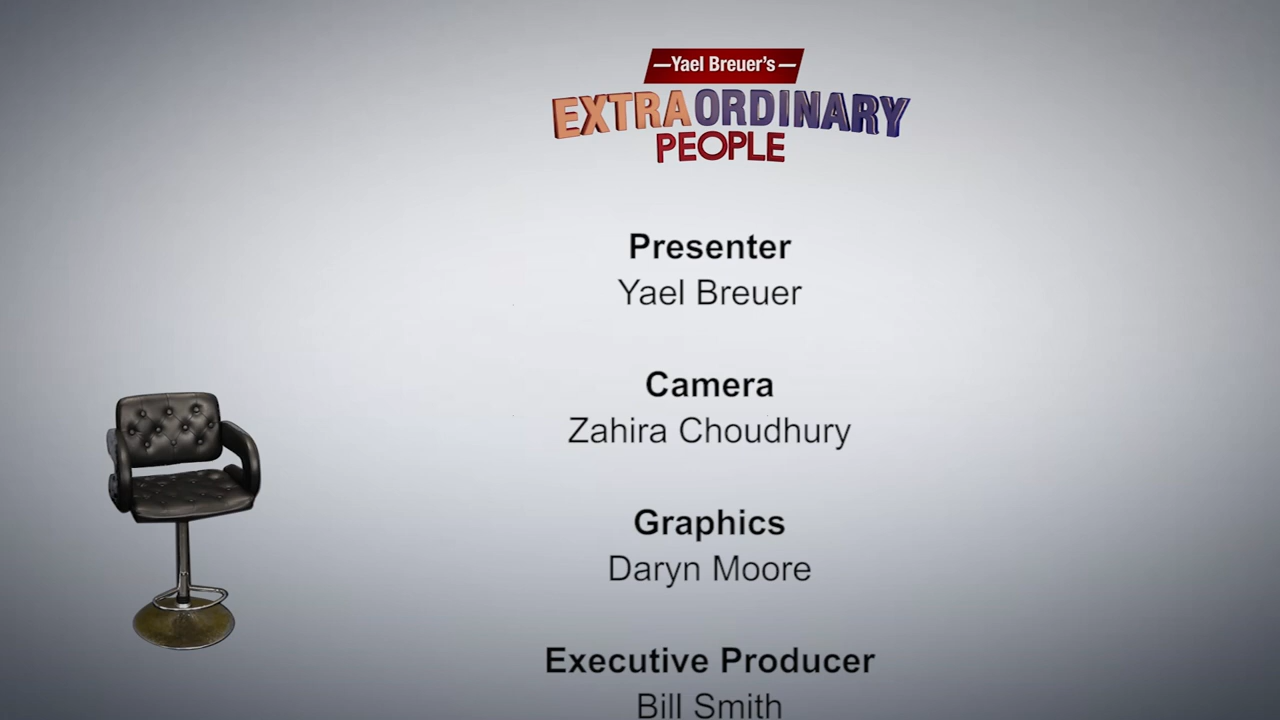 —Yael Breuer's—
EXTRAORDINARY
PEOPLE
Presenter
Yael Breuer
Camera
Zahira Choudhury
Graphics
Daryn Moore
Executive Producer
Bill Smith